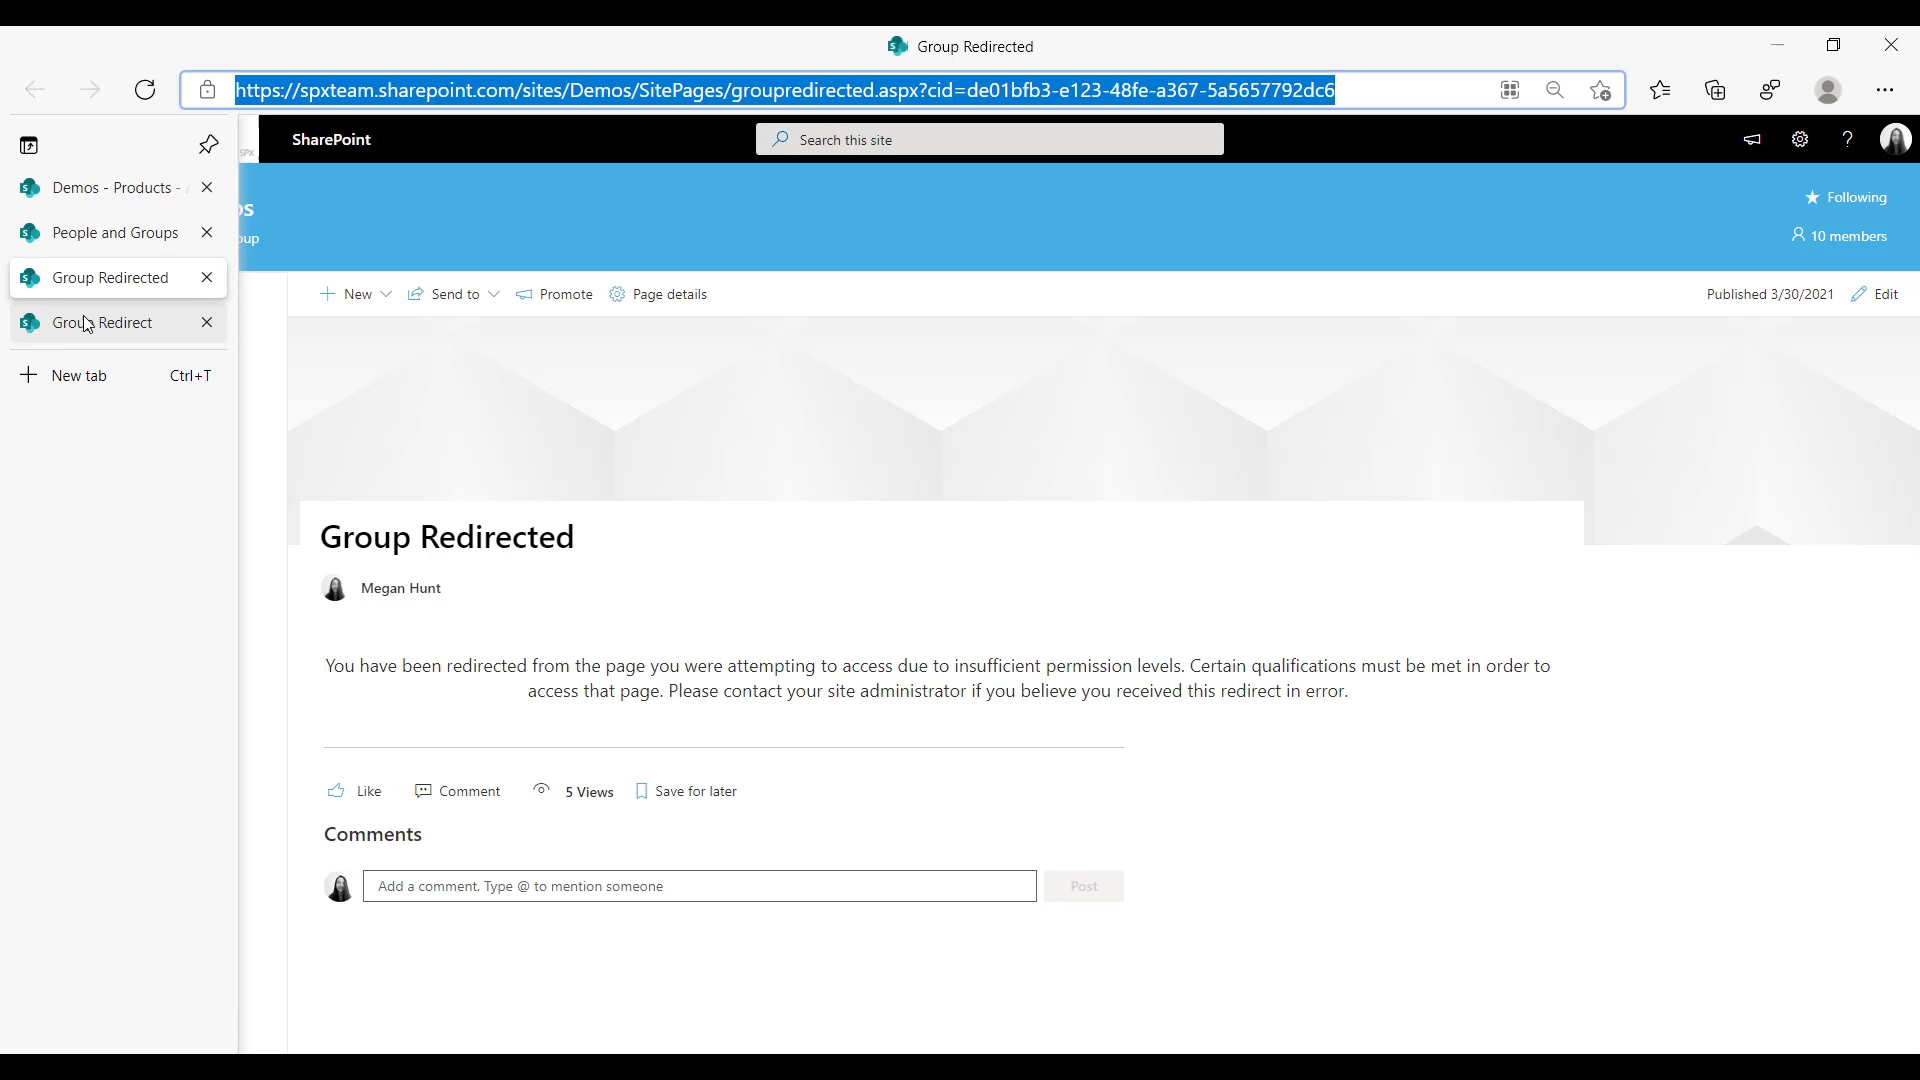 Group Redirected
https://spxteam.sharepoint.com/sites/Demos/SitePages/groupredirected.aspx?cid=de01bfb3-e123-48fe-a367-5a5657792dc6
SPX
SharePoint
Search this site
Demos - Products -
People and Groups
Group Redirected
Group Redirect
New tab Ctrl+T
os
oup
Following
10 members
New Send to Promote Page details
Published 3/30/2021 Edit
Group Redirected
Megan Hunt
You have been redirected from the page you were attempting to access due to insufficient permission levels. Certain qualifications must be met in order to
access that page. Please contact your site administrator if you believe you received this redirect in error.
Like Comment 5 Views Save for later
Comments
Add a comment. Type @ to mention someone
Post